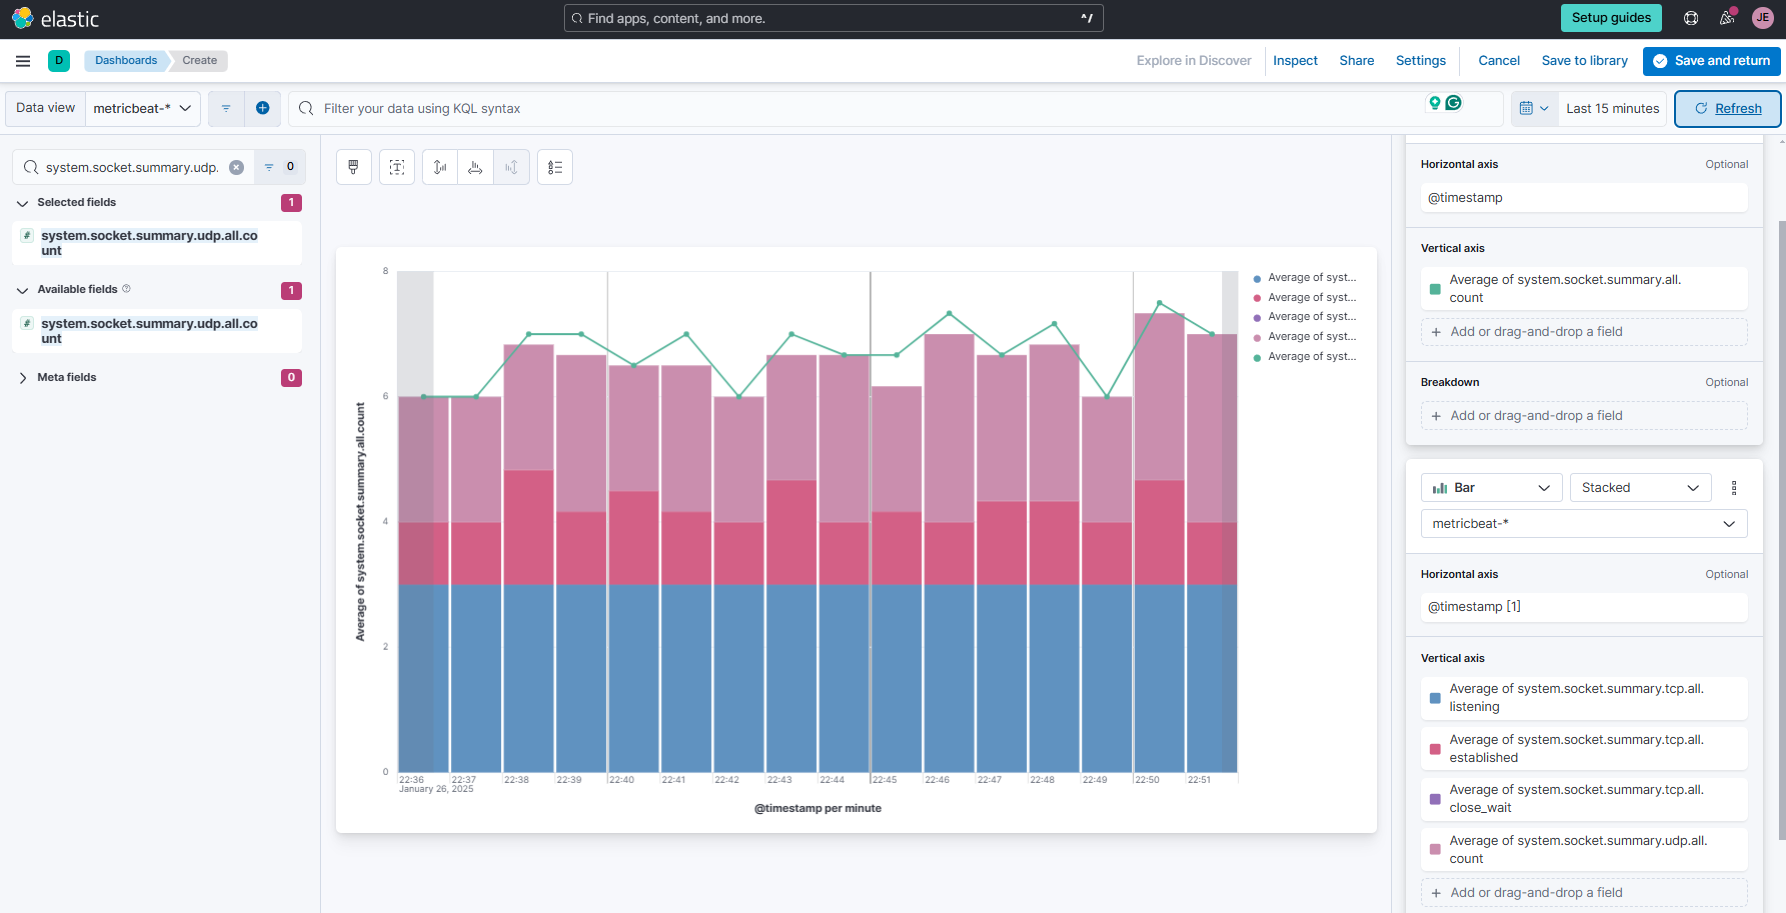 elastic
Find apps, content, and more.
^/
Setup guides
JE
D
Dashboards
Create
Explore in Discover
Inspect
Share
Settings
Cancel
Save to library
Save and return
Data view
metricbeat-*
Filter your data using KQL syntax
Last 15 minutes
Refresh
system.socket.summary.udp.
0
Selected fields
1
system.socket.summary.udp.all.co
unt
Available fields
1
system.socket.summary.udp.all.co
unt
Meta fields
0
8
6
4
2
0
Average of system.socket.summary.all.count
22:36
22:37
22:38
22:39
22:40
22:41
22:42
22:43
22:44
22:45
22:46
22:47
22:48
22:49
22:50
22:51
January 26, 2025
@timestamp per minute
Average of syst...
Average of syst...
Average of syst...
Average of syst...
Average of syst...
Horizontal axis
Optional
@timestamp
Vertical axis
Average of system.socket.summary.all.
count
Add or drag-and-drop a field
Breakdown
Optional
Add or drag-and-drop a field
Bar
Stacked
metricbeat-*
Horizontal axis
Optional
@timestamp [1]
Vertical axis
Average of system.socket.summary.tcp.all.
listening
Average of system.socket.summary.tcp.all.
established
Average of system.socket.summary.tcp.all.
close_wait
Average of system.socket.summary.udp.all.
count
Add or drag-and-drop a field